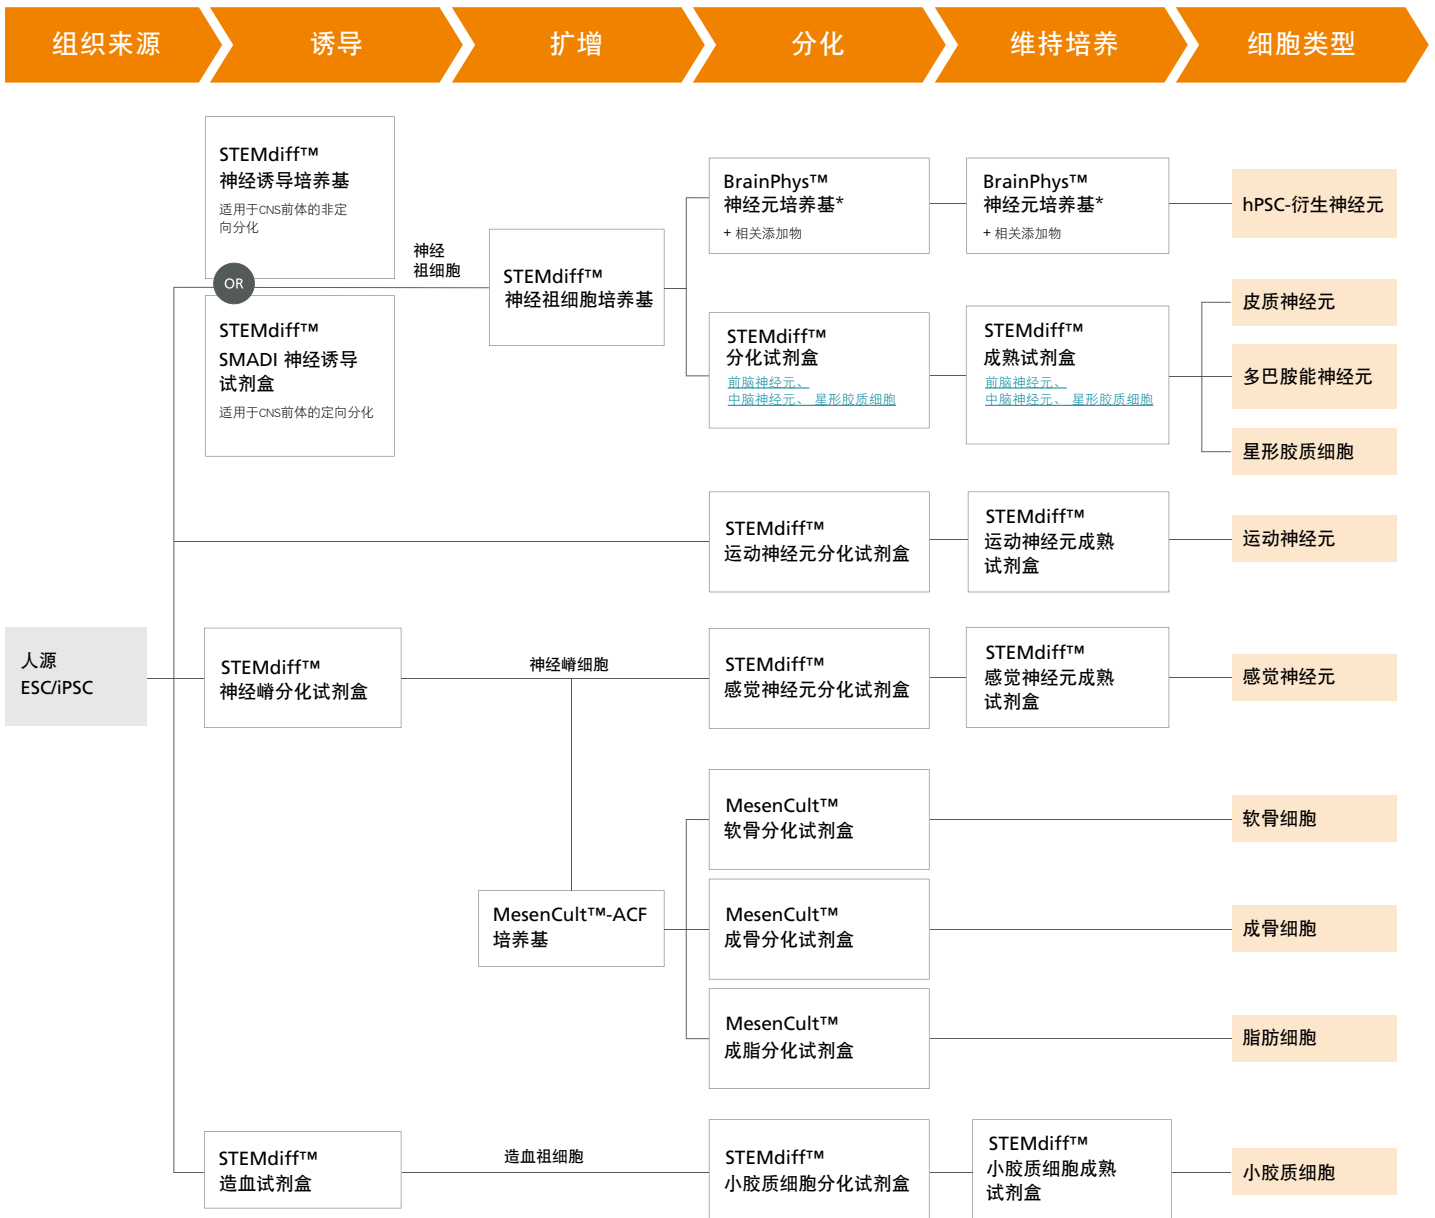 组织来源
诱导
扩增
分化
维持培养
细胞类型
STEMdiff™
神经诱导培养基
适用于CNS前体的非定
向分化
OR
STEMdiff™
SMADI 神经诱导
试剂盒
适用于CNS前体的定向分化
神经
祖细胞
STEMdiff™
神经祖细胞培养基
BrainPhys™
神经元培养基*
+ 相关添加物
BrainPhys™
神经元培养基*
+ 相关添加物
hPSC-衍生神经元
STEMdiff™
分化试剂盒
前脑神经元、
中脑神经元、 星形胶质细胞
STEMdiff™
成熟试剂盒
前脑神经元、
中脑神经元、 星形胶质细胞
皮质神经元
多巴胺能神经元
星形胶质细胞
STEMdiff™
运动神经元分化试剂盒
STEMdiff™
运动神经元成熟
试剂盒
运动神经元
人源
ESC/iPSC
STEMdiff™
神经嵴分化试剂盒
神经嵴细胞
STEMdiff™
感觉神经元分化试剂盒
STEMdiff™
感觉神经元成熟
试剂盒
感觉神经元
MesenCult™-ACF
培养基
MesenCult™
软骨分化试剂盒
软骨细胞
MesenCult™
成骨分化试剂盒
成骨细胞
MesenCult™
成脂分化试剂盒
脂肪细胞
STEMdiff™
造血试剂盒
造血祖细胞
STEMdiff™
小胶质细胞分化试剂盒
STEMdiff™
小胶质细胞成熟
试剂盒
小胶质细胞